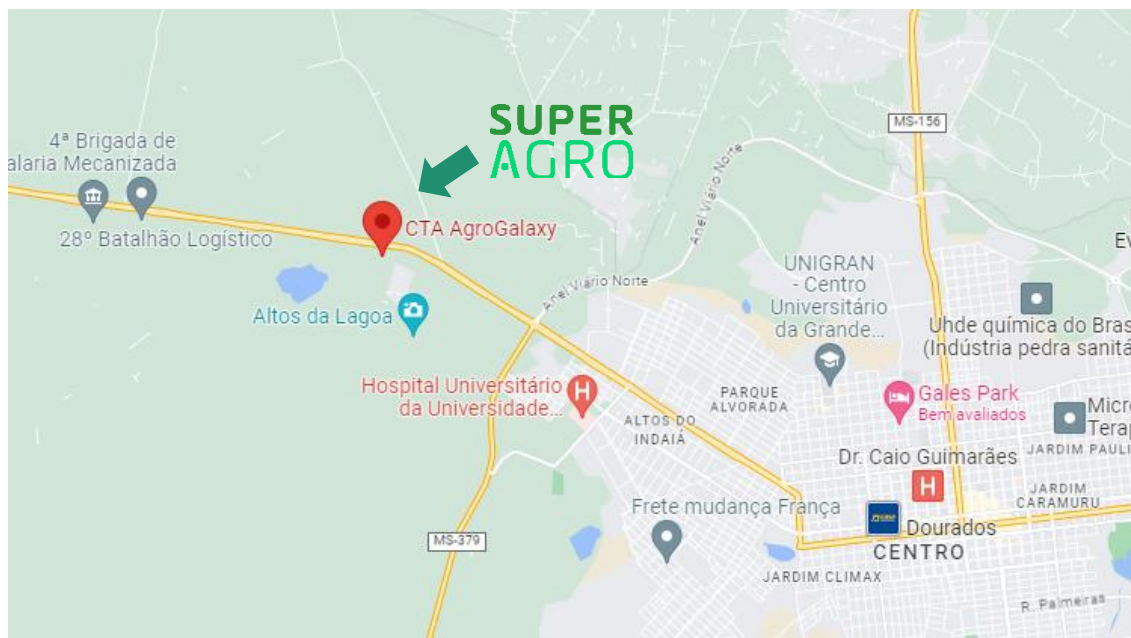 SUPER
AGRO
MS-156
4ª Brigada de
alaria Mecanizada
28º Batalhão Logístico
CTA AgroGalaxy
Anel Viário Norte
Anel Viário Norte
UNIGRAN
- Centro
Universitário
da Grande...
Altos da Lagoa
Uhde química do Bras
(Indústria pedra sanitá
Hospital Universitário
da Universidade...
H
PARQUE
ALVORADA
Gales Park
Bem avaliados
Micro
Terap
ALTOS DO
INDAIÁ
JARDIM PAULI
Dr. Caio Guimarães
H
JARDIM
CARAMURU
Frete mudança França
Dourados
CENTRO
MS-379
JARDIM CLIMAX
R. Palmeiras